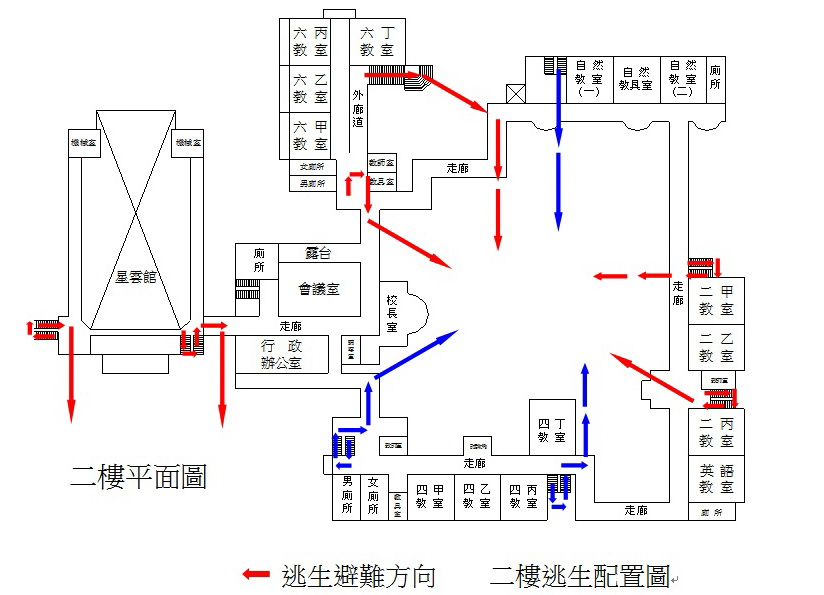 六 丙
教 室
六 丁
教 室
六 乙
教 室
外廊道
六 甲
教 室
女廁所
男廁所
教師室
教具室
走廊
自 然
教 室
(一)
自 然
教具室
自 然
教 室
(二)
廁所
機械室
機械室
星雲館
廁所
露台
會議室
校長室
走廊
行 政
辦公室
走廊
二 甲
教 室
二 乙
教 室
二 丙
教 室
英 語
教 室
廁 所
四 丁
教 室
走廊
男廁所
女廁所
教具室
四 甲
教 室
四 乙
教 室
四 丙
教 室
走廊
二樓平面圖
逃生避難方向
二樓逃生配置圖